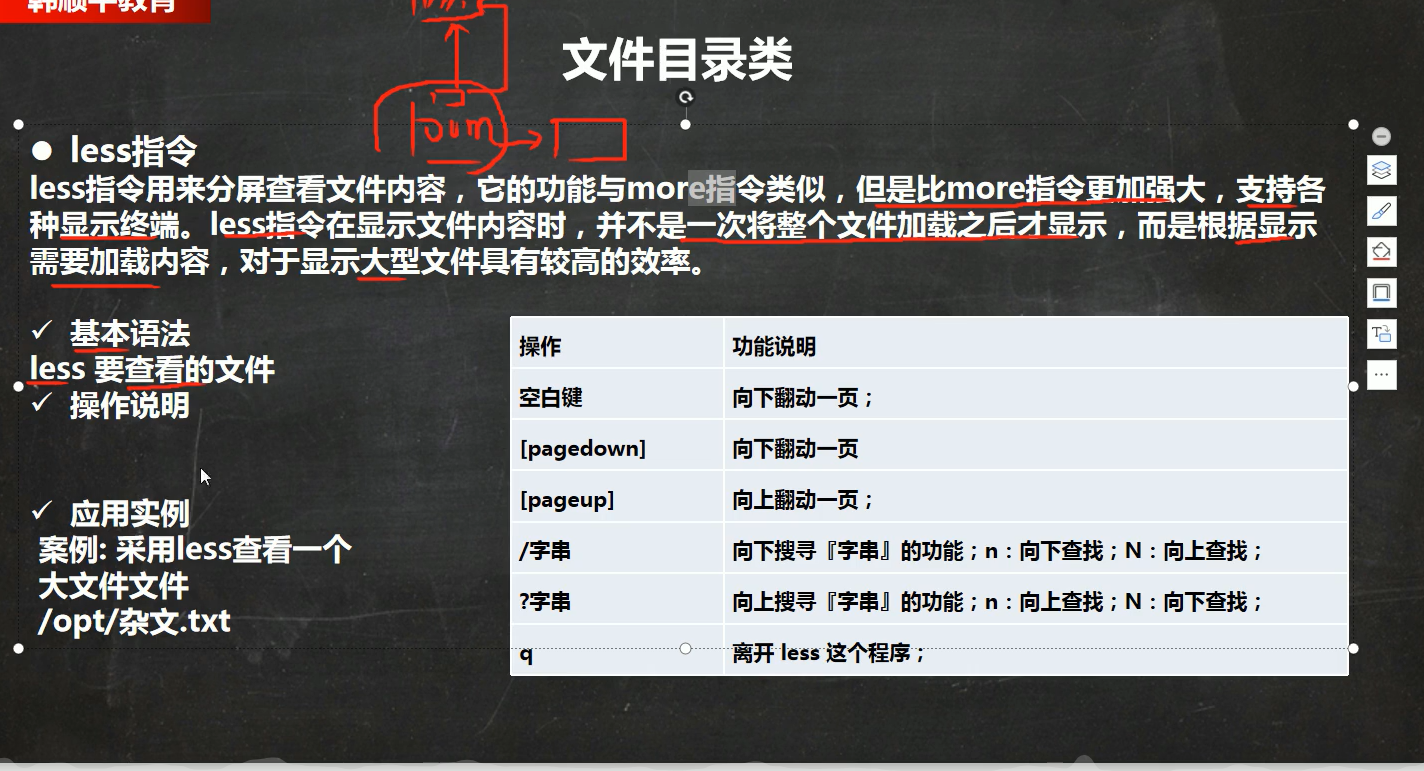 韩顺平教育
文件目录类
less指令
less指令用来分屏查看文件内容，它的功能与more指令类似，但是比more指令更加强大，支持各
种显示终端。less指令在显示文件内容时，并不是一次将整个文件加载之后才显示，而是根据显示
需要加载内容，对于显示大型文件具有较高的效率。
✓ 基本语法
less 要查看的文件
✓ 操作说明
✓ 应用实例
案例: 采用less查看一个
大文件文件
/opt/杂文.txt
操作 功能说明
空白键 向下翻动一页；
[pagedown] 向下翻动一页
[pageup] 向上翻动一页；
/字串 向下搜寻『字串』的功能；n：向下查找；N：向上查找；
?字串 向上搜寻『字串』的功能；n：向上查找；N：向下查找；
q 离开 less 这个程序；